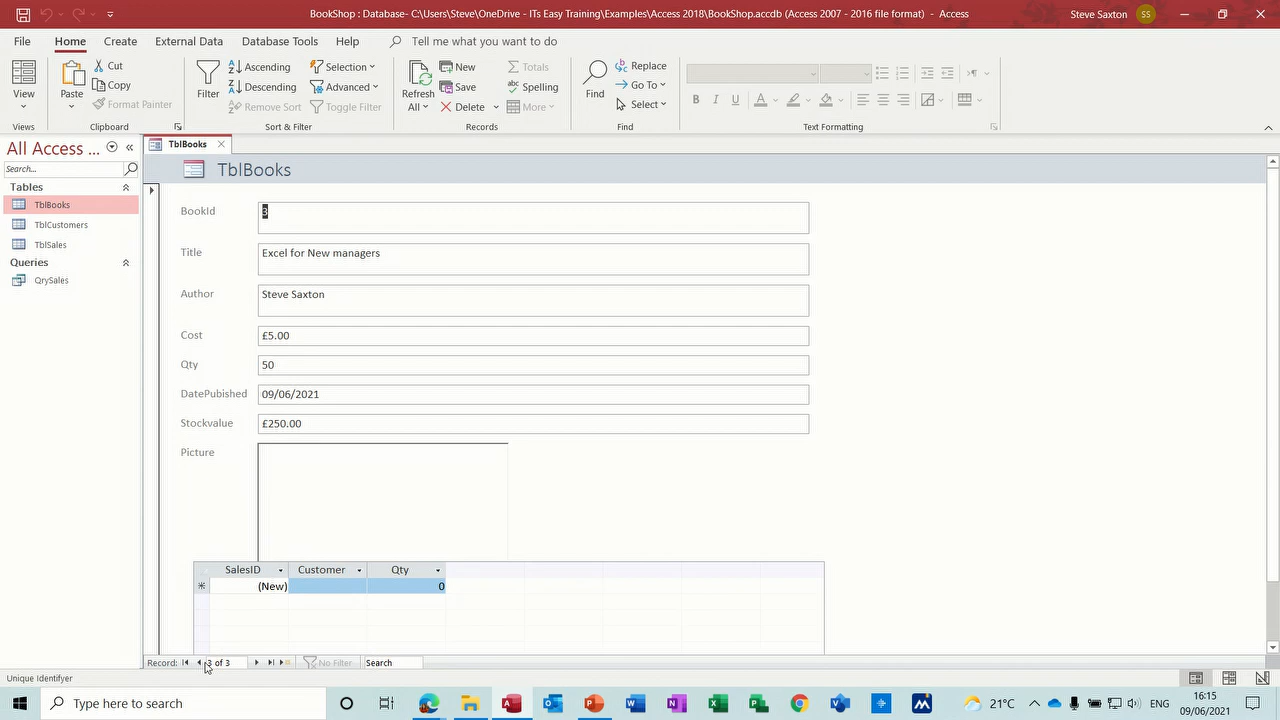 BookShop : Database- C:\Users\Steve\OneDrive - ITs Easy Training\Examples\Access 2018\BookShop.accdb (Access 2007 - 2016 file format) - Access
Steve Saxton SS
File Home Create External Data Database Tools Help Tell me what you want to do
View
Views
Paste
Cut
Copy
Format Painter
Clipboard
Filter
Ascending
Descending
Remove Sort
Selection
Advanced
Toggle Filter
Sort & Filter
Refresh
All
New
Save
Delete
Totals
Spelling
More
Records
Find
Replace
Go To
Select
Find
B I U A
Text Formatting
All Access ...
Search...
Tables
TblBooks
TblCustomers
TblSales
Queries
QrySales
TblBooks
TblBooks
BookId 3
Title Excel for New managers
Author Steve Saxton
Cost £5.00
Qty 50
DatePubished 09/06/2021
Stockvalue £250.00
Picture
SalesID Customer Qty
(New) 0
Record: 3 of 3 No Filter Search
Unique Identifyer
Type here to search
21°C ENG 16:15
09/06/2021